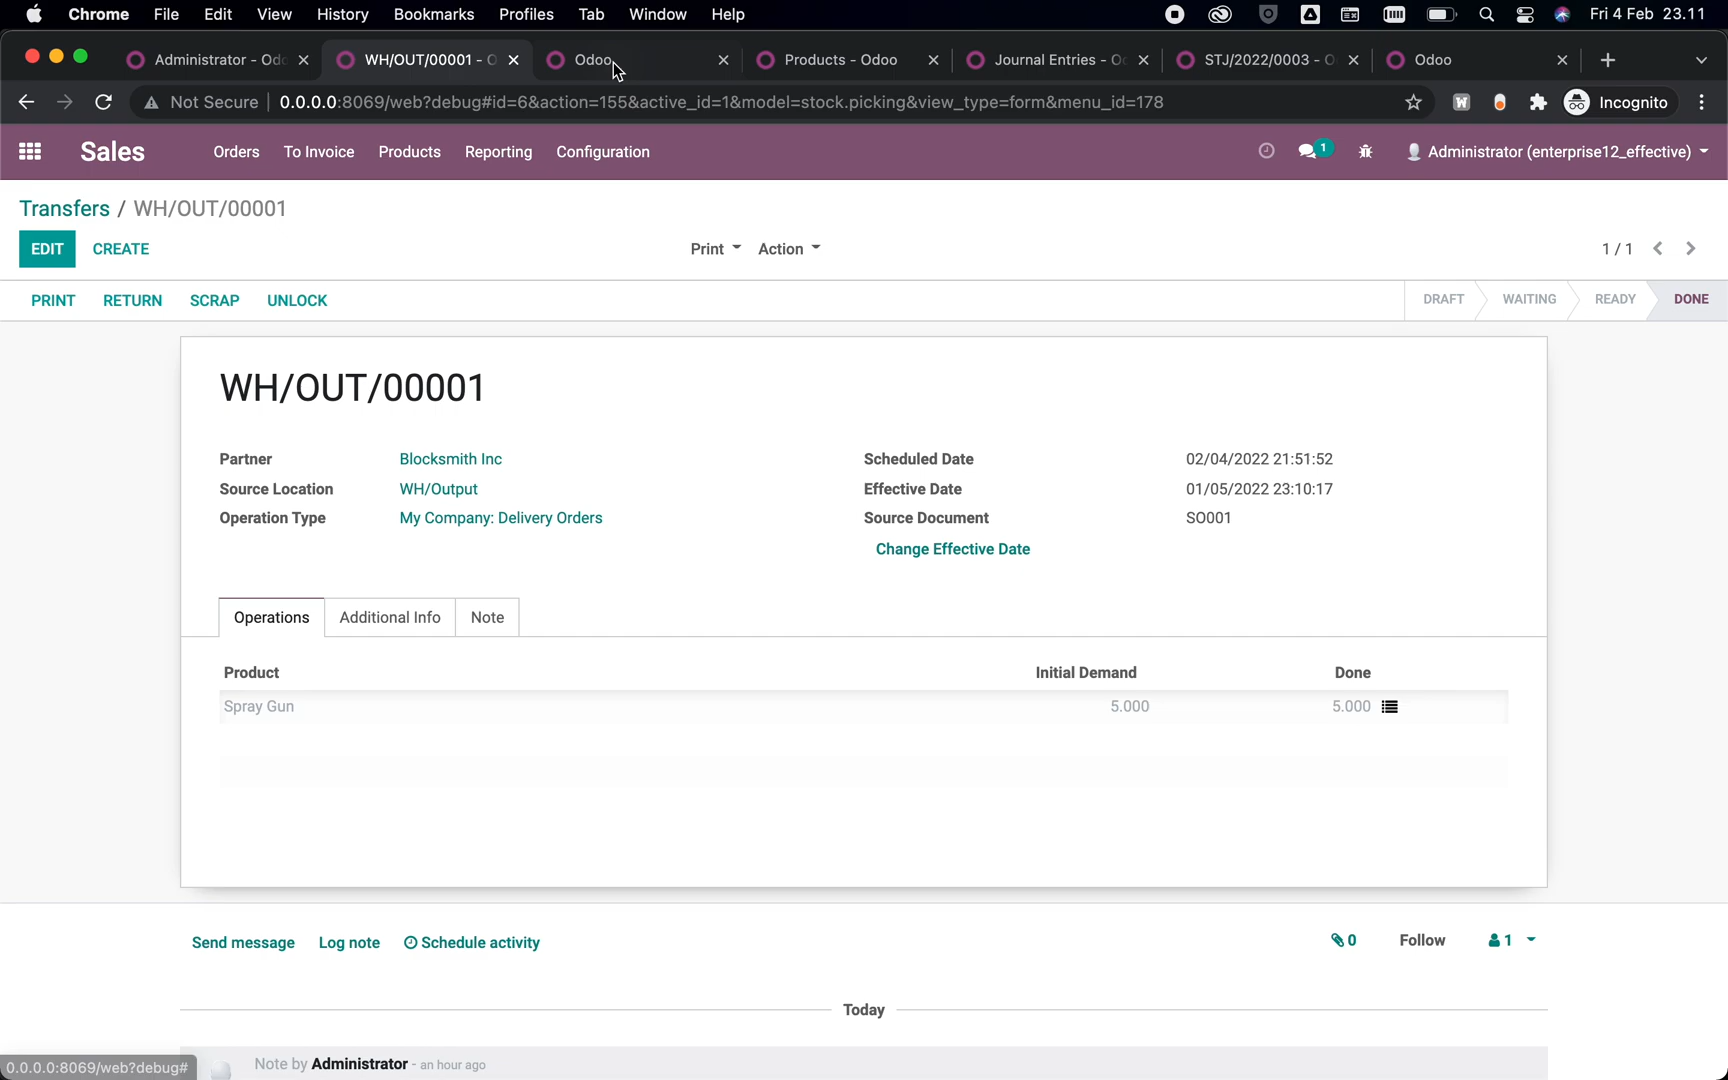 Chrome File Edit View History Bookmarks Profiles Tab Window Help Fri 4 Feb 23.11
Administrator - Odo WH/OUT/00001 - O Odoo Products - Odoo Journal Entries - Oc STJ/2022/0003 - O Odoo
Not Secure 0.0.0.0:8069/web?debug#id=6&action=155&active_id=1&model=stock.picking&view_type=form&menu_id=178 Incognito
Sales Orders To Invoice Products Reporting Configuration 1 Administrator (enterprise12_effective)
Transfers / WH/OUT/00001
EDIT CREATE Print Action 1 / 1
PRINT RETURN SCRAP UNLOCK DRAFT WAITING READY DONE
WH/OUT/00001
Partner Blocksmith Inc Scheduled Date 02/04/2022 21:51:52
Source Location WH/Output Effective Date 01/05/2022 23:10:17
Operation Type My Company: Delivery Orders Source Document SO001
Change Effective Date
Operations Additional Info Note
Product Initial Demand Done
Spray Gun 5.000 5.000
Send message Log note Schedule activity 0 Follow 1
Today
Note by Administrator - an hour ago
0.0.0.0:8069/web?debug#